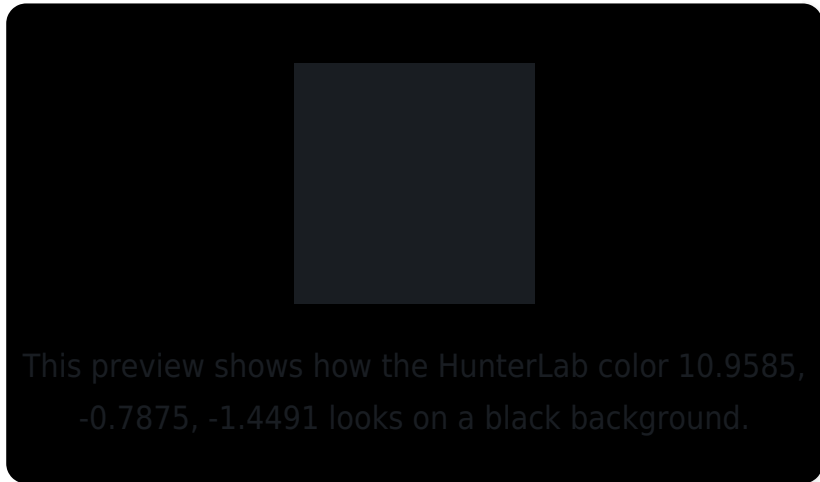 This preview shows how the HunterLab color 10.9585,
-0.7875, -1.4491 looks on a black background.